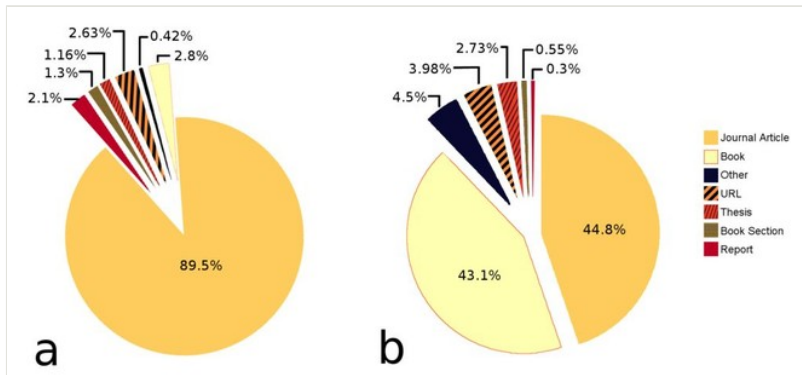 2.63%
0.42%
1.16%
2.8%
1.3%
2.1%
89.5%
a
2.73%
0.55%
3.98%
0.3%
4.5%
44.8%
43.1%
b
Journal Article
Book
Other
URL
Thesis
Book Section
Report